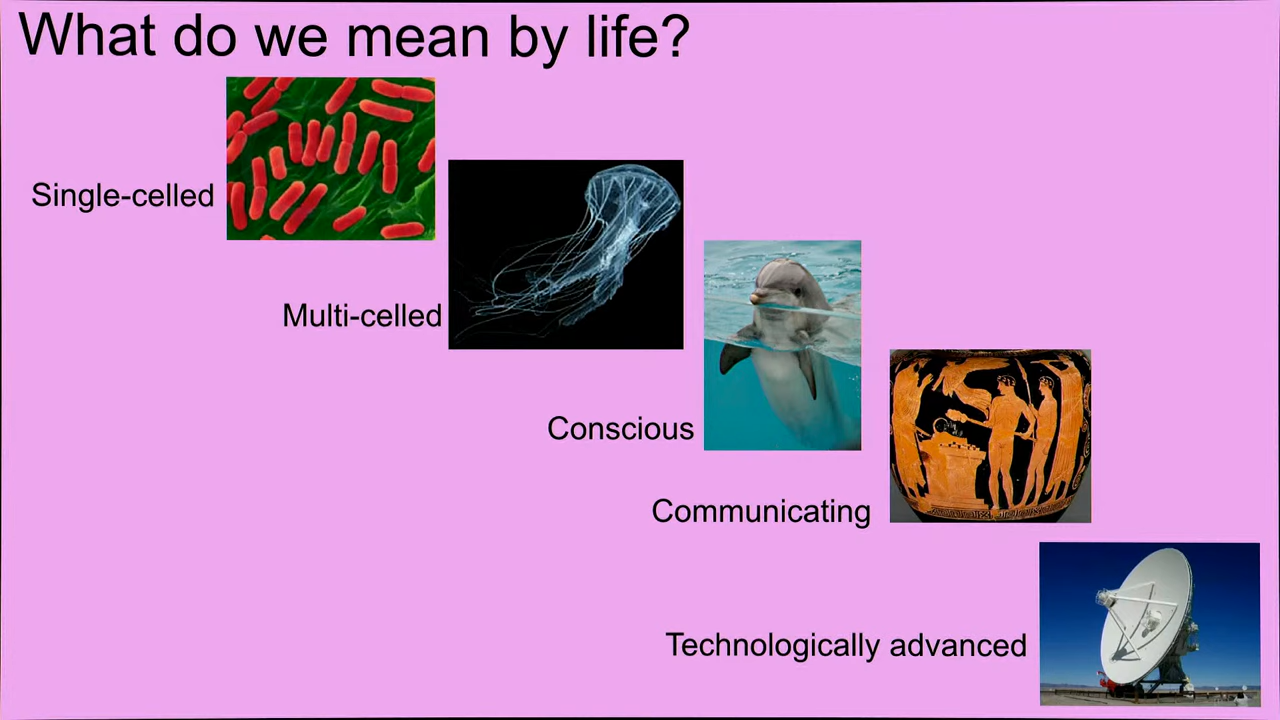 What do we mean by life?
Single-celled
Multi-celled
Conscious
Communicating
Technologically advanced